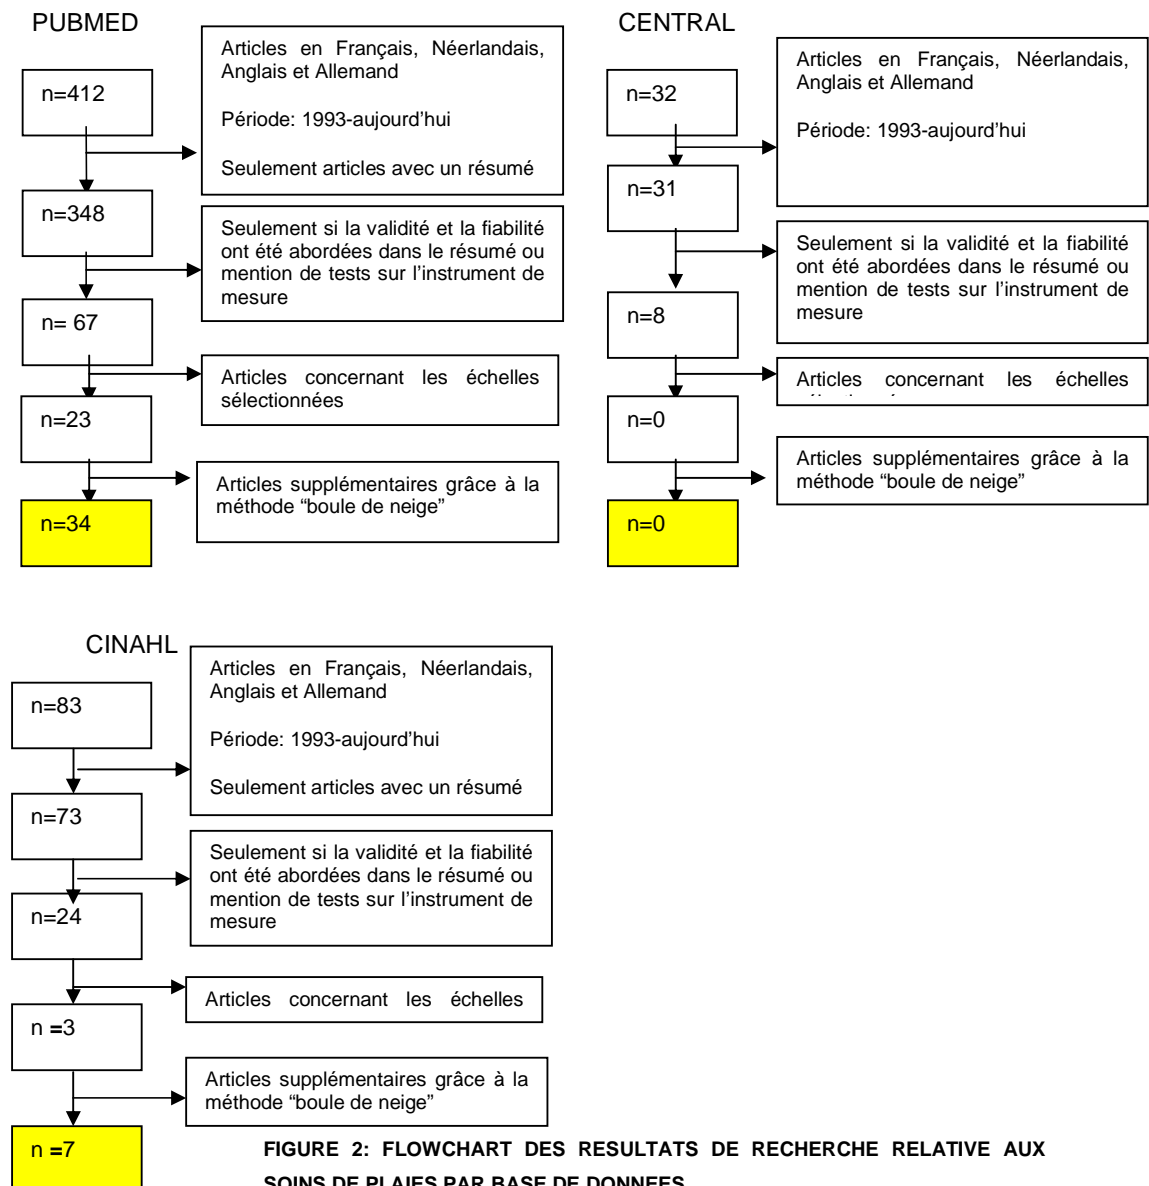 PUBMED
n=412
Articles en Français, Néerlandais,
Anglais et Allemand
Période: 1993-aujourd’hui
Seulement articles avec un résumé
n=348
Seulement si la validité et la fiabilité
ont été abordées dans le résumé ou
mention de tests sur l’instrument de
mesure
n= 67
Articles concernant les échelles
sélectionnées
n=23
Articles supplémentaires grâce à la
méthode “boule de neige”
n=34
CENTRAL
n=32
Articles en Français, Néerlandais,
Anglais et Allemand
Période: 1993-aujourd’hui
n=31
Seulement si la validité et la fiabilité
ont été abordées dans le résumé ou
mention de tests sur l’instrument de
mesure
n=8
Articles concernant les échelles
n=0
Articles supplémentaires grâce à la
méthode “boule de neige”
n=0
CINAHL
n=83
Articles en Français, Néerlandais,
Anglais et Allemand
Période: 1993-aujourd’hui
Seulement articles avec un résumé
n=73
Seulement si la validité et la fiabilité
ont été abordées dans le résumé ou
mention de tests sur l’instrument de
mesure
n=24
Articles concernant les échelles
n =3
Articles supplémentaires grâce à la
méthode “boule de neige”
n =7
FIGURE 2: FLOWCHART DES RESULTATS DE RECHERCHE RELATIVE AUX
SOINS DE PLAIES PAR BASE DE DONNEES